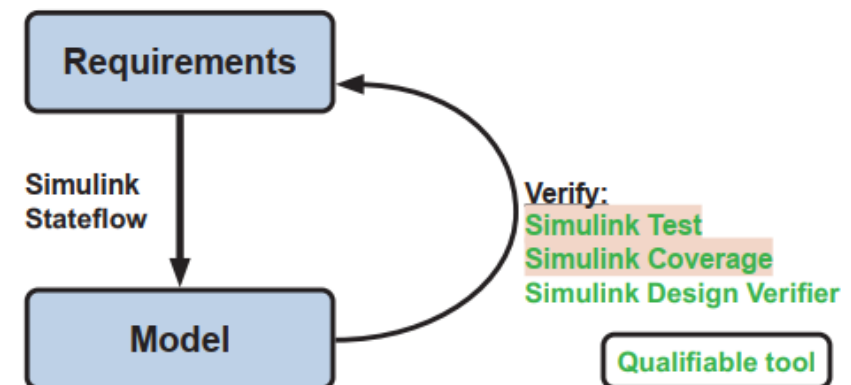 Requirements
Simulink
Stateflow
Verify:
Simulink Test
Simulink Coverage
Simulink Design Verifier
Model
Qualifiable tool